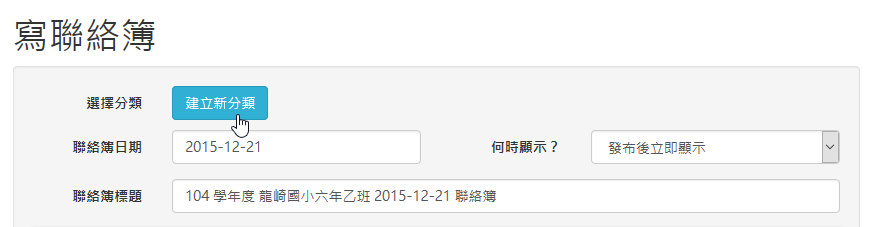 寫聯絡簿
選擇分類 建立新分類
聯絡簿日期 2015-12-21 何時顯示？ 發布後立即顯示
聯絡簿標題 104 學年度 龍崎國小六年乙班 2015-12-21 聯絡簿